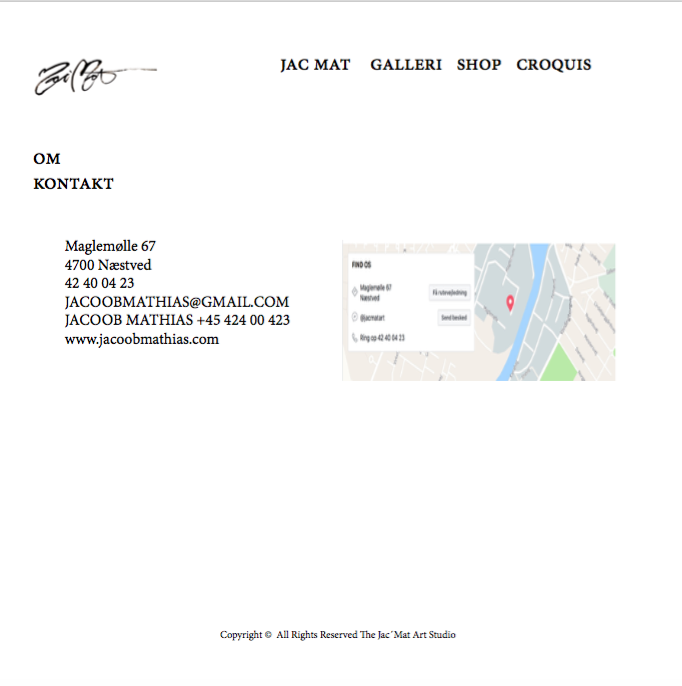 JAC MAT GALLERI SHOP CROQUIS
OM
KONTAKT
Maglemølle 67
4700 Næstved
42 40 04 23
JACOOBMATHIAS@GMAIL.COM
JACOOB MATHIAS +45 424 00 423
www.jacoobmathias.com
FIND OS
Maglemølle 67
Næstved
Få rutevejledning
@jacmatart
Send besked
Ring op 42 40 04 23
Copyright © All Rights Reserved The Jac´Mat Art Studio